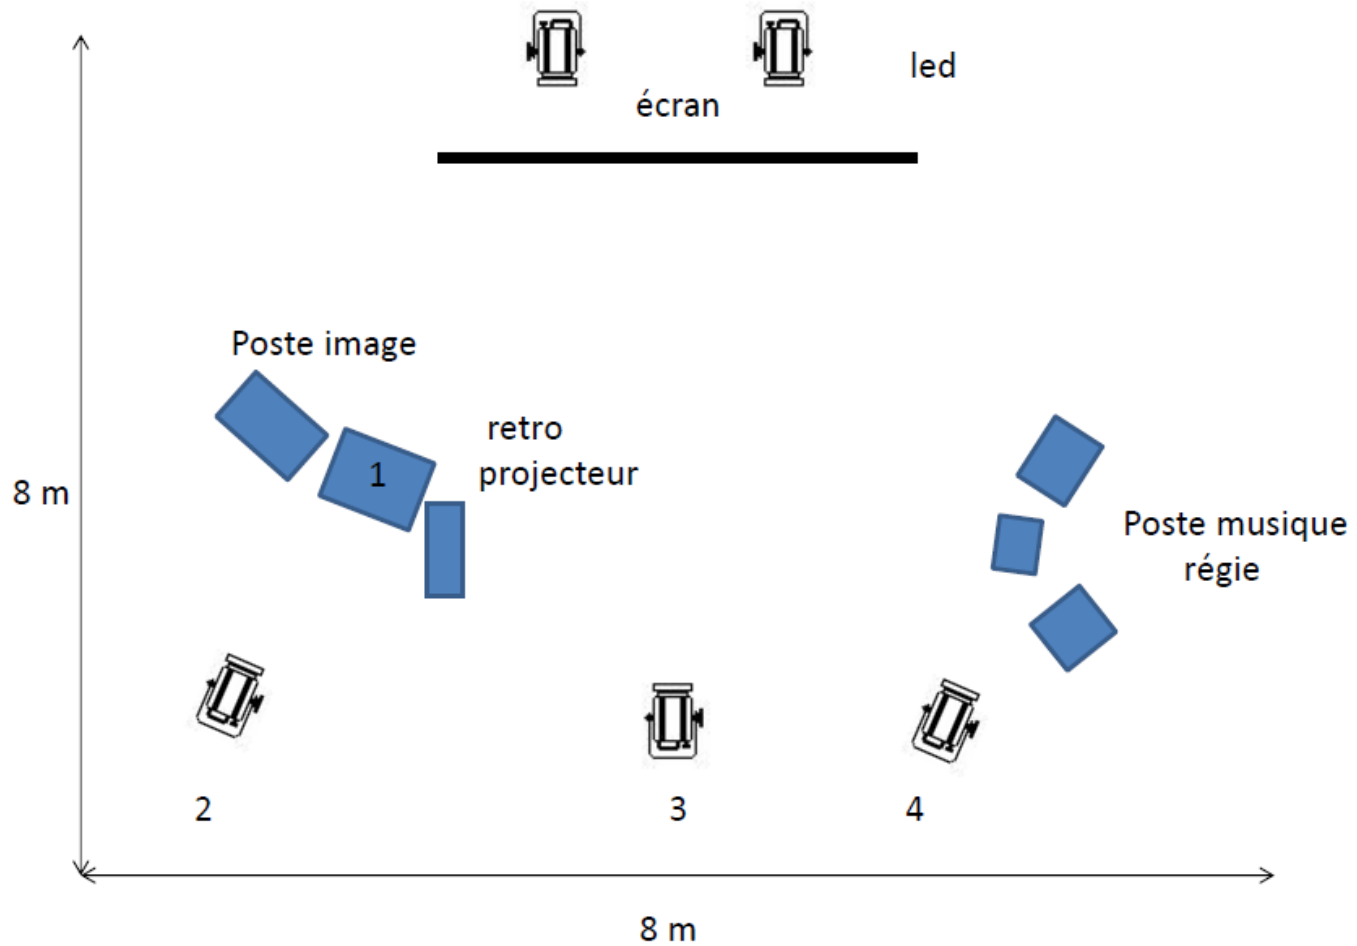 led
écran
Poste image
retro
projecteur
1
8 m
Poste musique
régie
2
3
4
8 m